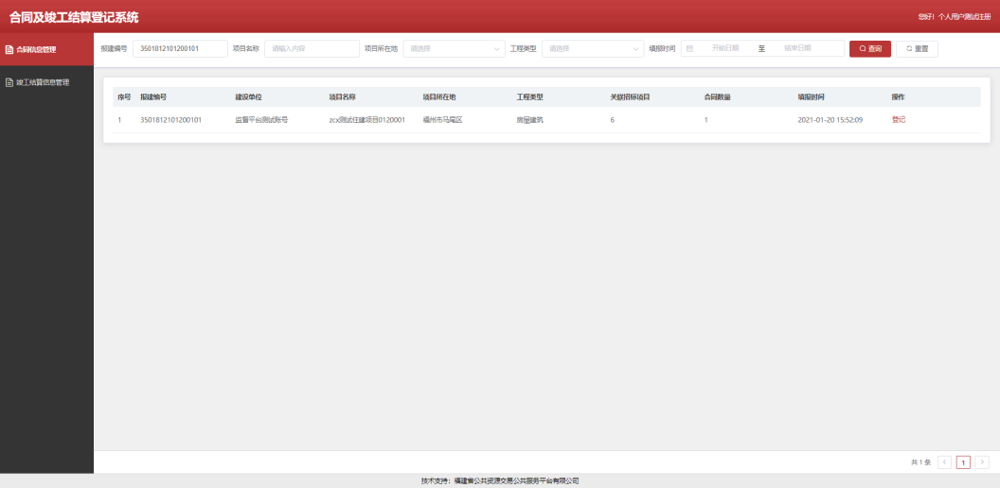 合同及竣工结算登记系统
您好！个人用户测试注册
合同信息管理
竣工结算信息管理
报建编号 3501812101200101 项目名称 请输入内容 项目所在地 请选择 工程类型 请选择 填报时间 开始日期 至 结束日期 查询 重置
序号 报建编号 建设单位 项目名称 项目所在地 工程类型 关联招标项目 合同数量 填报时间 操作
1 3501812101200101 监督平台测试账号 zcx测试住建项目0120001 福州市马尾区 房屋建筑 6 1 2021-01-20 15:52:09 登记
共 1 条 1
技术支持：福建省公共资源交易公共服务平台有限公司